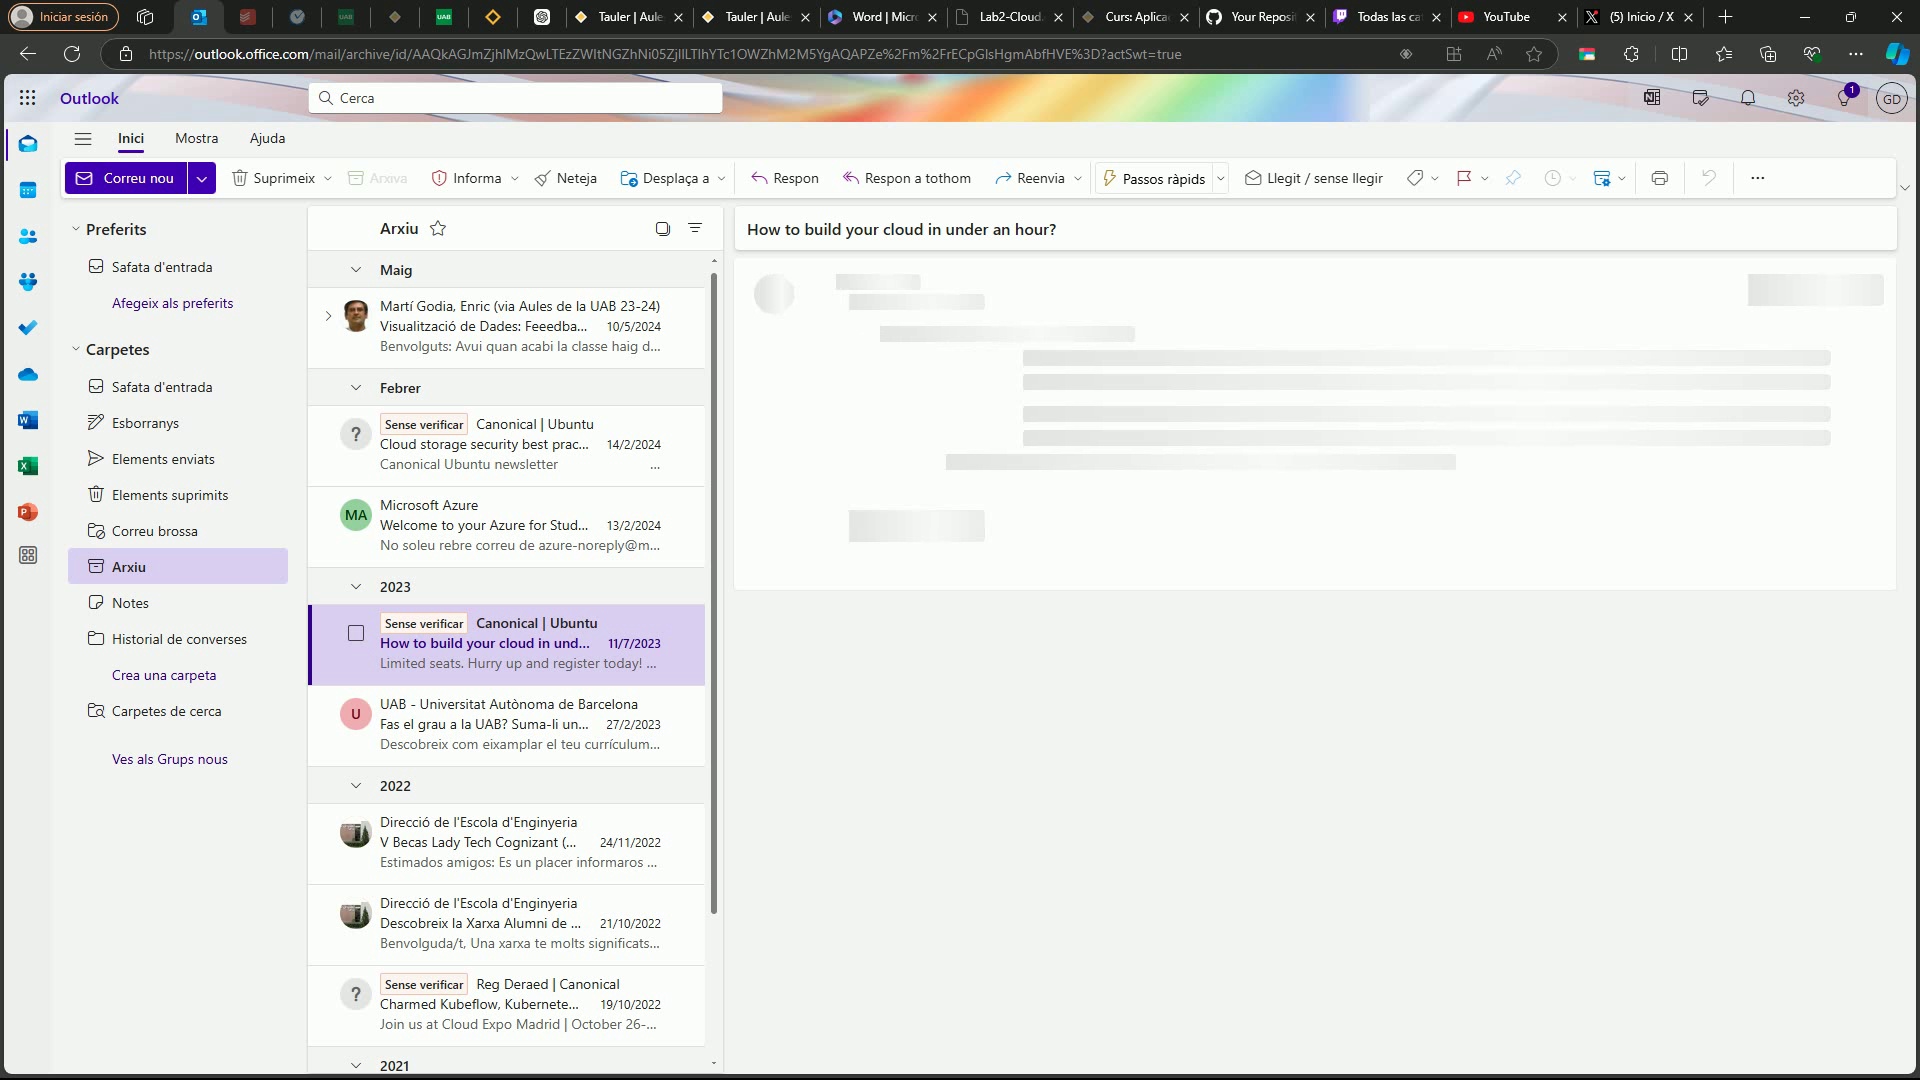 Iniciar sesión
Tauler | Aule
Tauler | Aule
Word | Micr
Lab2-Cloud.
Curs: Aplica
Your Reposit
Todas las ca
YouTube
(5) Inicio / X
https://outlook.office.com/mail/archive/id/
?actSwt=true
Outlook
Cerca
1
GD
Inici
Mostra
Ajuda
Correu nou
Suprimeix
Arxiva
Informa
Neteja
Desplaça a
Respon
Respon a tothom
Reenvia
Passos ràpids
Llegit / sense llegir
Preferits
Safata d'entrada
Afegeix als preferits
Carpetes
Safata d'entrada
Esborranys
Elements enviats
Elements suprimits
Correu brossa
Arxiu
Notes
Historial de converses
Crea una carpeta
Carpetes de cerca
Ves als Grups nous
Arxiu
Maig
Martí Godia, Enric (via Aules de la UAB 23-24)
Visualització de Dades: Feeedba... 10/5/2024
Benvolguts: Avui quan acabi la classe haig d...
Febrer
?
Sense verificar Canonical | Ubuntu
Cloud storage security best prac... 14/2/2024
Canonical Ubuntu newsletter ...
MA
Microsoft Azure
Welcome to your Azure for Stud... 13/2/2024
No soleu rebre correu de azure-noreply@m...
2023
Sense verificar Canonical | Ubuntu
How to build your cloud in und... 11/7/2023
Limited seats. Hurry up and register today! ...
U
UAB - Universitat Autònoma de Barcelona
Fas el grau a la UAB? Suma-li un... 27/2/2023
Descobreix com eixamplar el teu currículum...
2022
Direcció de l'Escola d'Enginyeria
V Becas Lady Tech Cognizant (... 24/11/2022
Estimados amigos: Es un placer informaros ...
Direcció de l'Escola d'Enginyeria
Descobreix la Xarxa Alumni de ... 21/10/2022
Benvolguda/t, Una xarxa te molts significats...
?
Sense verificar Reg Deraed | Canonical
Charmed Kubeflow, Kubernete... 19/10/2022
Join us at Cloud Expo Madrid | October 26-...
2021
How to build your cloud in under an hour?